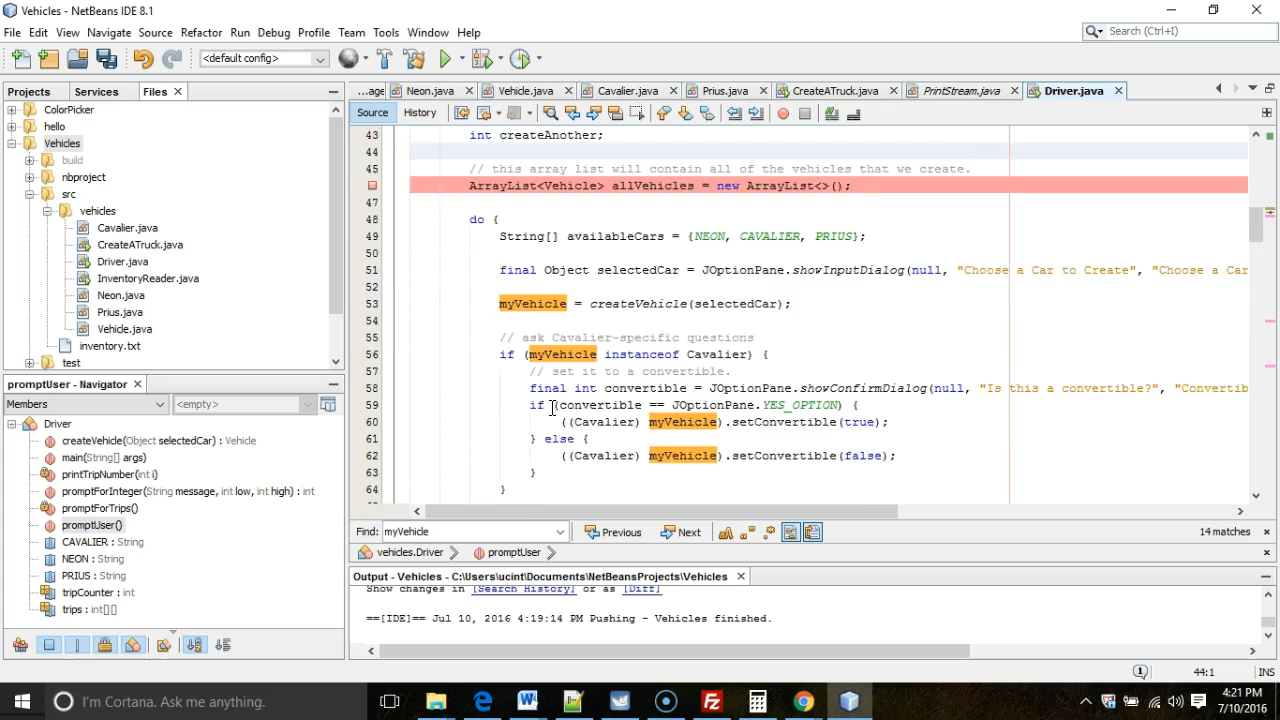 Vehicles - NetBeans IDE 8.1
File Edit View Navigate Source Refactor Run Debug Profile Team Tools Window Help
Search (Ctrl+I)
<default config>
Projects Services Files
...age Neon.java Vehicle.java Cavalier.java Prius.java CreateATruck.java PrintStream.java Driver.java
Source History
ColorPicker
hello
Vehicles
build
nbproject
src
vehicles
Cavalier.java
CreateATruck.java
Driver.java
InventoryReader.java
Neon.java
Prius.java
Vehicle.java
inventory.txt
test
43 int createAnother;
44
45 // this array list will contain all of the vehicles that we create.
ArrayList<Vehicle> allVehicles = new ArrayList<>();
47
48 do {
49 String[] availableCars = {NEON, CAVALIER, PRIUS};
50
51 final Object selectedCar = JOptionPane.showInputDialog(null, "Choose a Car to Create", "Choose a Car
52
53 myVehicle = createVehicle(selectedCar);
54
55 // ask Cavalier-specific questions
56 if (myVehicle instanceof Cavalier) {
57 // set it to a convertible.
58 final int convertible = JOptionPane.showConfirmDialog(null, "Is this a convertible?", "Convertib
59 if (convertible == JOptionPane.YES_OPTION) {
60 ((Cavalier) myVehicle).setConvertible(true);
61 } else {
62 ((Cavalier) myVehicle).setConvertible(false);
63 }
64 }
promptUser - Navigator
Members <empty>
Driver
createVehicle(Object selectedCar) : Vehicle
main(String[] args)
printTripNumber(int i)
promptForInteger(String message, int low, int high) : int
promptForTrips()
promptUser()
CAVALIER : String
NEON : String
PRIUS : String
tripCounter : int
trips : int[][]
Find: myVehicle Previous Next 14 matches
vehicles.Driver promptUser
Output - Vehicles - C:\Users\ucint\Documents\NetBeansProjects\Vehicles
Show changes in [Search History] or as [Diff]
==[IDE]== Jul 10, 2016 4:19:14 PM Pushing - Vehicles finished.
44:1
I'm Cortana. Ask me anything.
4:21 PM
7/10/2016